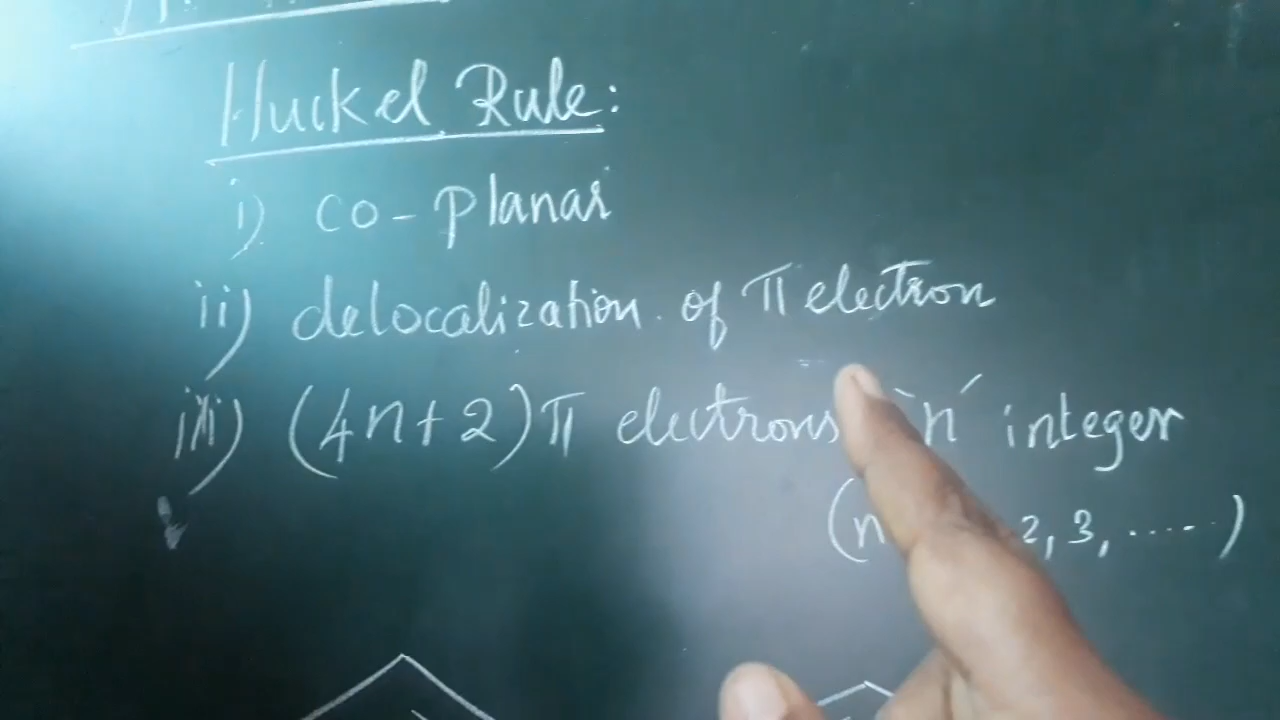 Huckel Rule:
i) co-planar
ii) delocalization of π electron
iii) (4n+2)π electrons 'n' integer
(n 2, 3, ......)